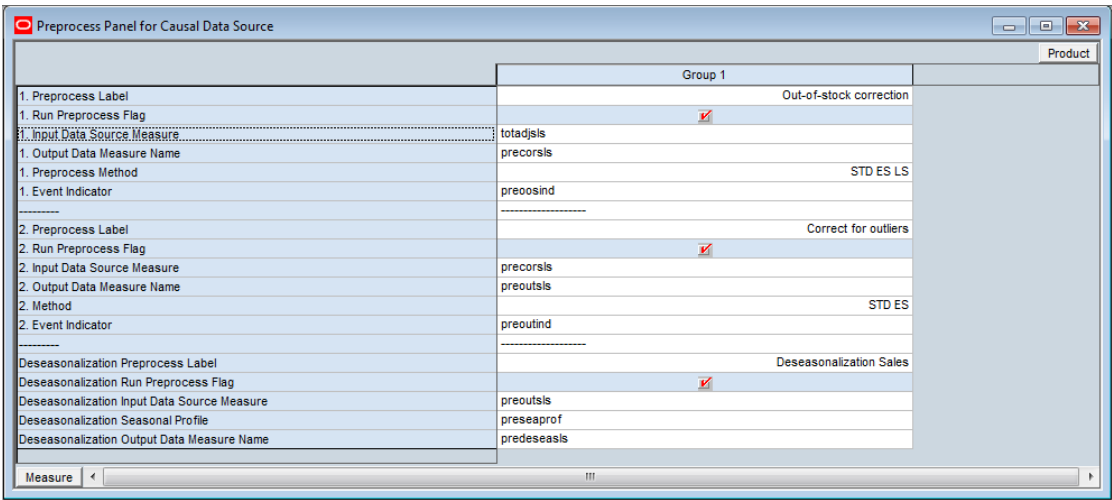 Preprocess Panel for Causal Data Source
Product
Group 1
1. Preprocess Label Out-of-stock correction
1. Run Preprocess Flag
1. Input Data Source Measure totadjsls
1. Output Data Measure Name precorsls
1. Preprocess Method STD ES LS
1. Event Indicator preoosind
--------- -------------------
2. Preprocess Label Correct for outliers
2. Run Preprocess Flag
2. Input Data Source Measure precorsls
2. Output Data Measure Name preoutsls
2. Method STD ES
2. Event Indicator preoutind
--------- -------------------
Deseasonalization Preprocess Label Deseasonalization Sales
Deseasonalization Run Preprocess Flag
Deseasonalization Input Data Source Measure preoutsls
Deseasonalization Seasonal Profile preseaprof
Deseasonalization Output Data Measure Name predeseasls
Measure